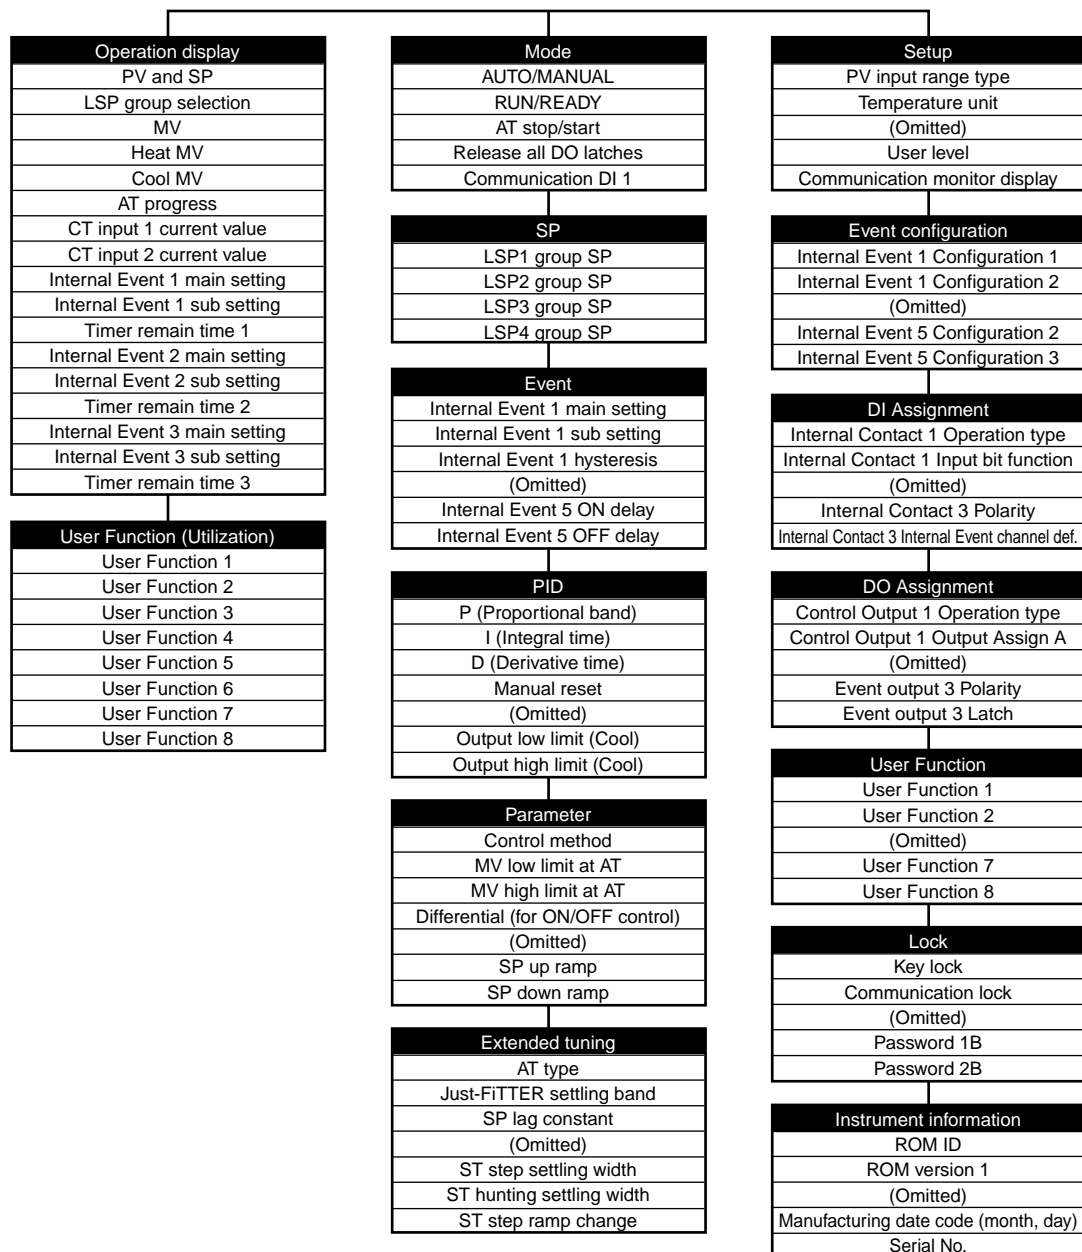 Operation display
PV and SP
LSP group selection
MV
Heat MV
Cool MV
AT progress
CT input 1 current value
CT input 2 current value
Internal Event 1 main setting
Internal Event 1 sub setting
Timer remain time 1
Internal Event 2 main setting
Internal Event 2 sub setting
Timer remain time 2
Internal Event 3 main setting
Internal Event 3 sub setting
Timer remain time 3
User Function (Utilization)
User Function 1
User Function 2
User Function 3
User Function 4
User Function 5
User Function 6
User Function 7
User Function 8
Mode
AUTO/MANUAL
RUN/READY
AT stop/start
Release all DO latches
Communication DI 1
SP
LSP1 group SP
LSP2 group SP
LSP3 group SP
LSP4 group SP
Event
Internal Event 1 main setting
Internal Event 1 sub setting
Internal Event 1 hysteresis
(Omitted)
Internal Event 5 ON delay
Internal Event 5 OFF delay
PID
P (Proportional band)
I (Integral time)
D (Derivative time)
Manual reset
(Omitted)
Output low limit (Cool)
Output high limit (Cool)
Parameter
Control method
MV low limit at AT
MV high limit at AT
Differential (for ON/OFF control)
(Omitted)
SP up ramp
SP down ramp
Extended tuning
AT type
Just-FiTTER settling band
SP lag constant
(Omitted)
ST step settling width
ST hunting settling width
ST step ramp change
Setup
PV input range type
Temperature unit
(Omitted)
User level
Communication monitor display
Event configuration
Internal Event 1 Configuration 1
Internal Event 1 Configuration 2
(Omitted)
Internal Event 5 Configuration 2
Internal Event 5 Configuration 3
DI Assignment
Internal Contact 1 Operation type
Internal Contact 1 Input bit function
(Omitted)
Internal Contact 3 Polarity
Internal Contact 3 Internal Event channel def.
DO Assignment
Control Output 1 Operation type
Control Output 1 Output Assign A
(Omitted)
Event output 3 Polarity
Event output 3 Latch
User Function
User Function 1
User Function 2
(Omitted)
User Function 7
User Function 8
Lock
Key lock
Communication lock
(Omitted)
Password 1B
Password 2B
Instrument information
ROM ID
ROM version 1
(Omitted)
Manufacturing date code (month, day)
Serial No.